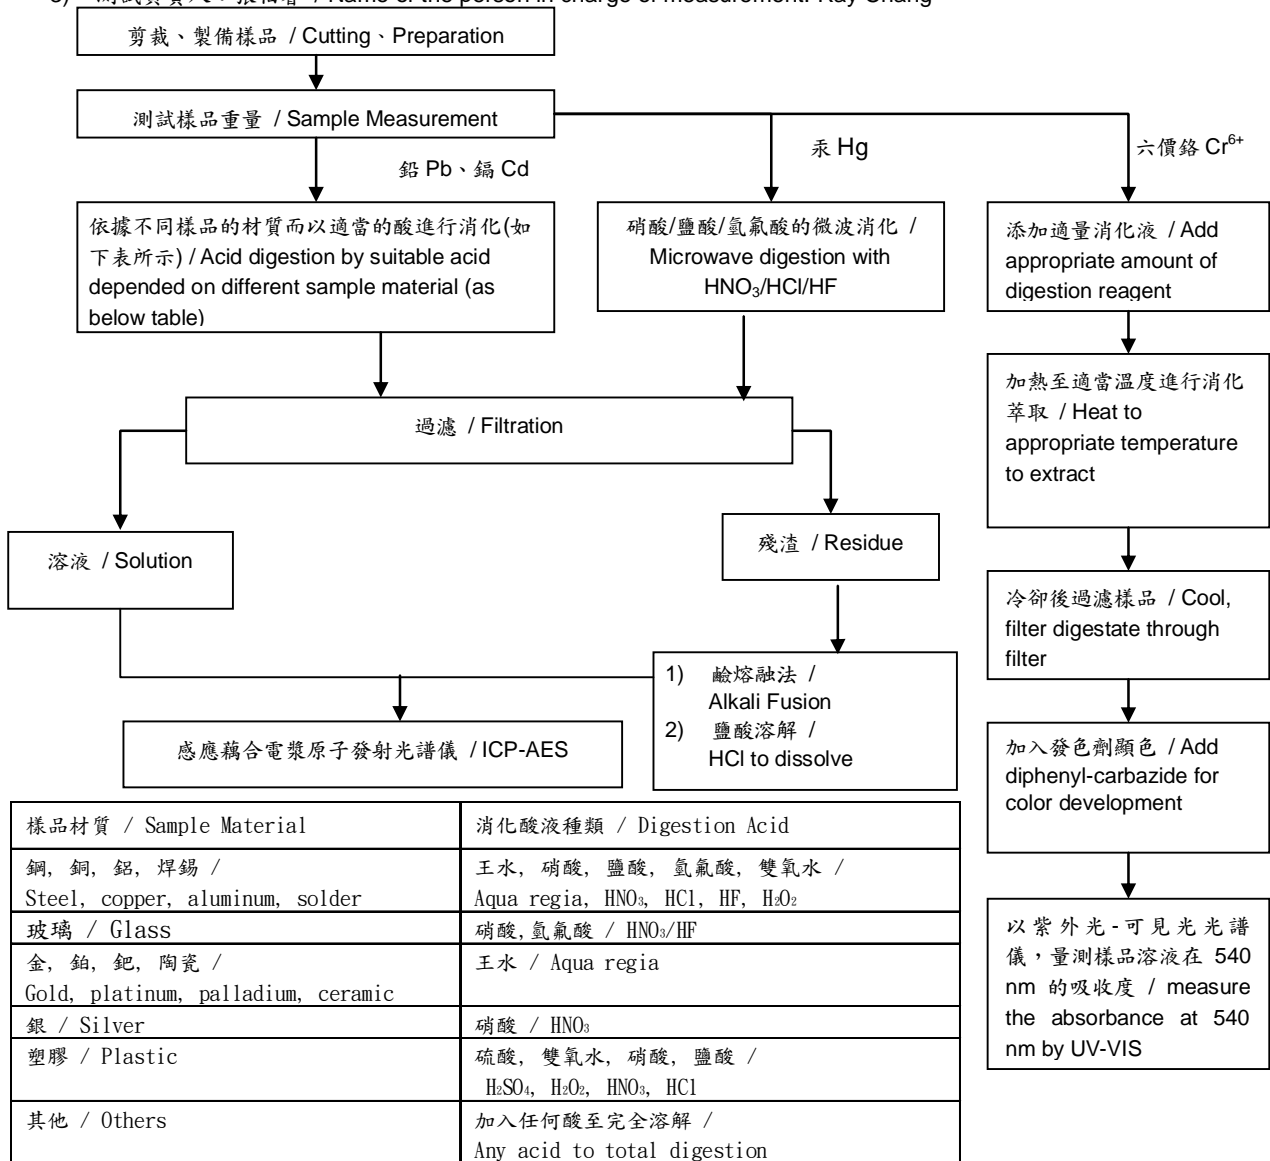 Name of the person in charge of measurement: Ray Chang
剪裁、製備樣品 / Cutting、Preparation
測試樣品重量 / Sample Measurement
鉛 Pb、鎘 Cd
汞 Hg
六價鉻 Cr⁶⁺
依據不同樣品的材質而以適當的酸進行消化(如
下表所示) / Acid digestion by suitable acid
depended on different sample material (as
below table)
硝酸/鹽酸/氫氟酸的微波消化 /
Microwave digestion with
HNO₃/HCl/HF
添加適量消化液 / Add
appropriate amount of
digestion reagent
過濾 / Filtration
加熱至適當溫度進行消化
萃取 / Heat to
appropriate temperature
to extract
溶液 / Solution
殘渣 / Residue
冷卻後過濾樣品 / Cool,
filter digestate through
filter
1) 鹼熔融法 /
Alkali Fusion
2) 鹽酸溶解 /
HCl to dissolve
感應藕合電漿原子發射光譜儀 / ICP-AES
加入發色劑顯色 / Add
diphenyl-carbazide for
color development
以紫外光-可見光光譜
儀，量測樣品溶液在 540
nm 的吸收度 / measure
the absorbance at 540
nm by UV-VIS
樣品材質 / Sample Material
消化酸液種類 / Digestion Acid
鋼, 銅, 鋁, 焊錫 /
Steel, copper, aluminum, solder
王水, 硝酸, 鹽酸, 氫氟酸, 雙氧水 /
Aqua regia, HNO₃, HCl, HF, H₂O₂
玻璃 / Glass
硝酸,氫氟酸 / HNO₃/HF
金, 鉑, 鈀, 陶瓷 /
Gold, platinum, palladium, ceramic
王水 / Aqua regia
銀 / Silver
硝酸 / HNO₃
塑膠 / Plastic
硫酸, 雙氧水, 硝酸, 鹽酸 /
H₂SO₄, H₂O₂, HNO₃, HCl
其他 / Others
加入任何酸至完全溶解 /
Any acid to total digestion